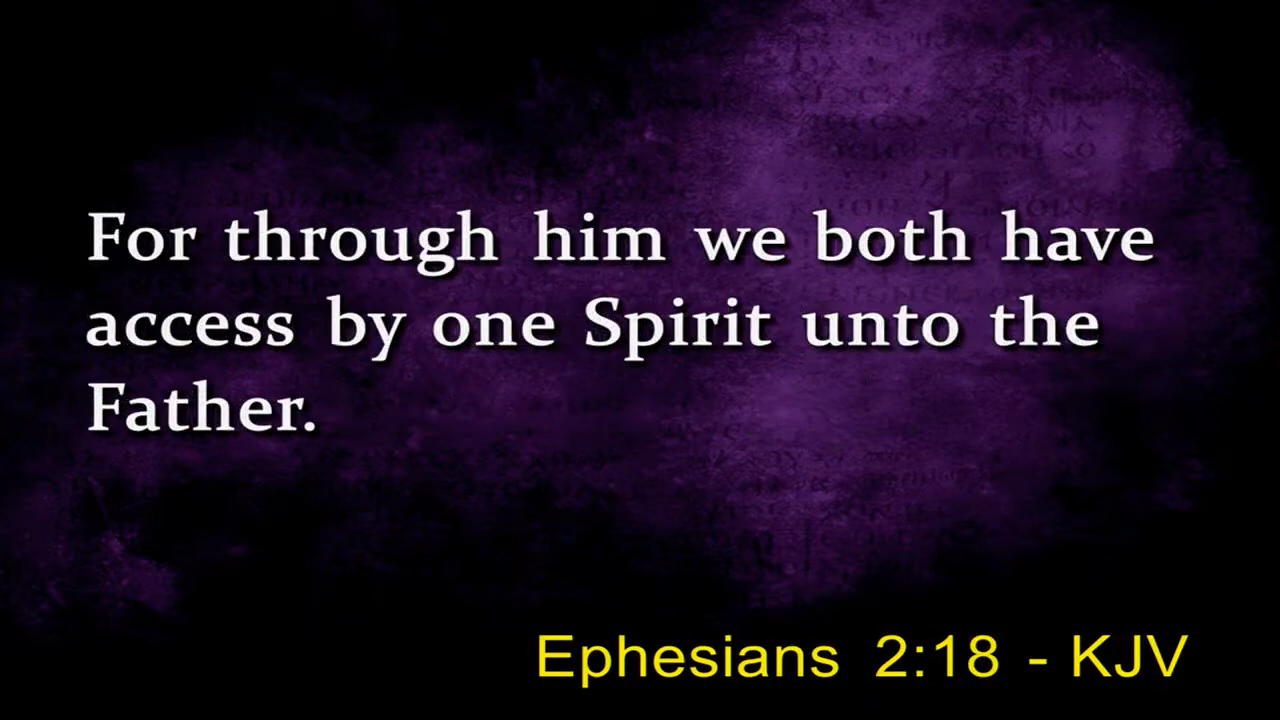 For through him we both have
access by one Spirit unto the
Father.
Ephesians 2:18 - KJV